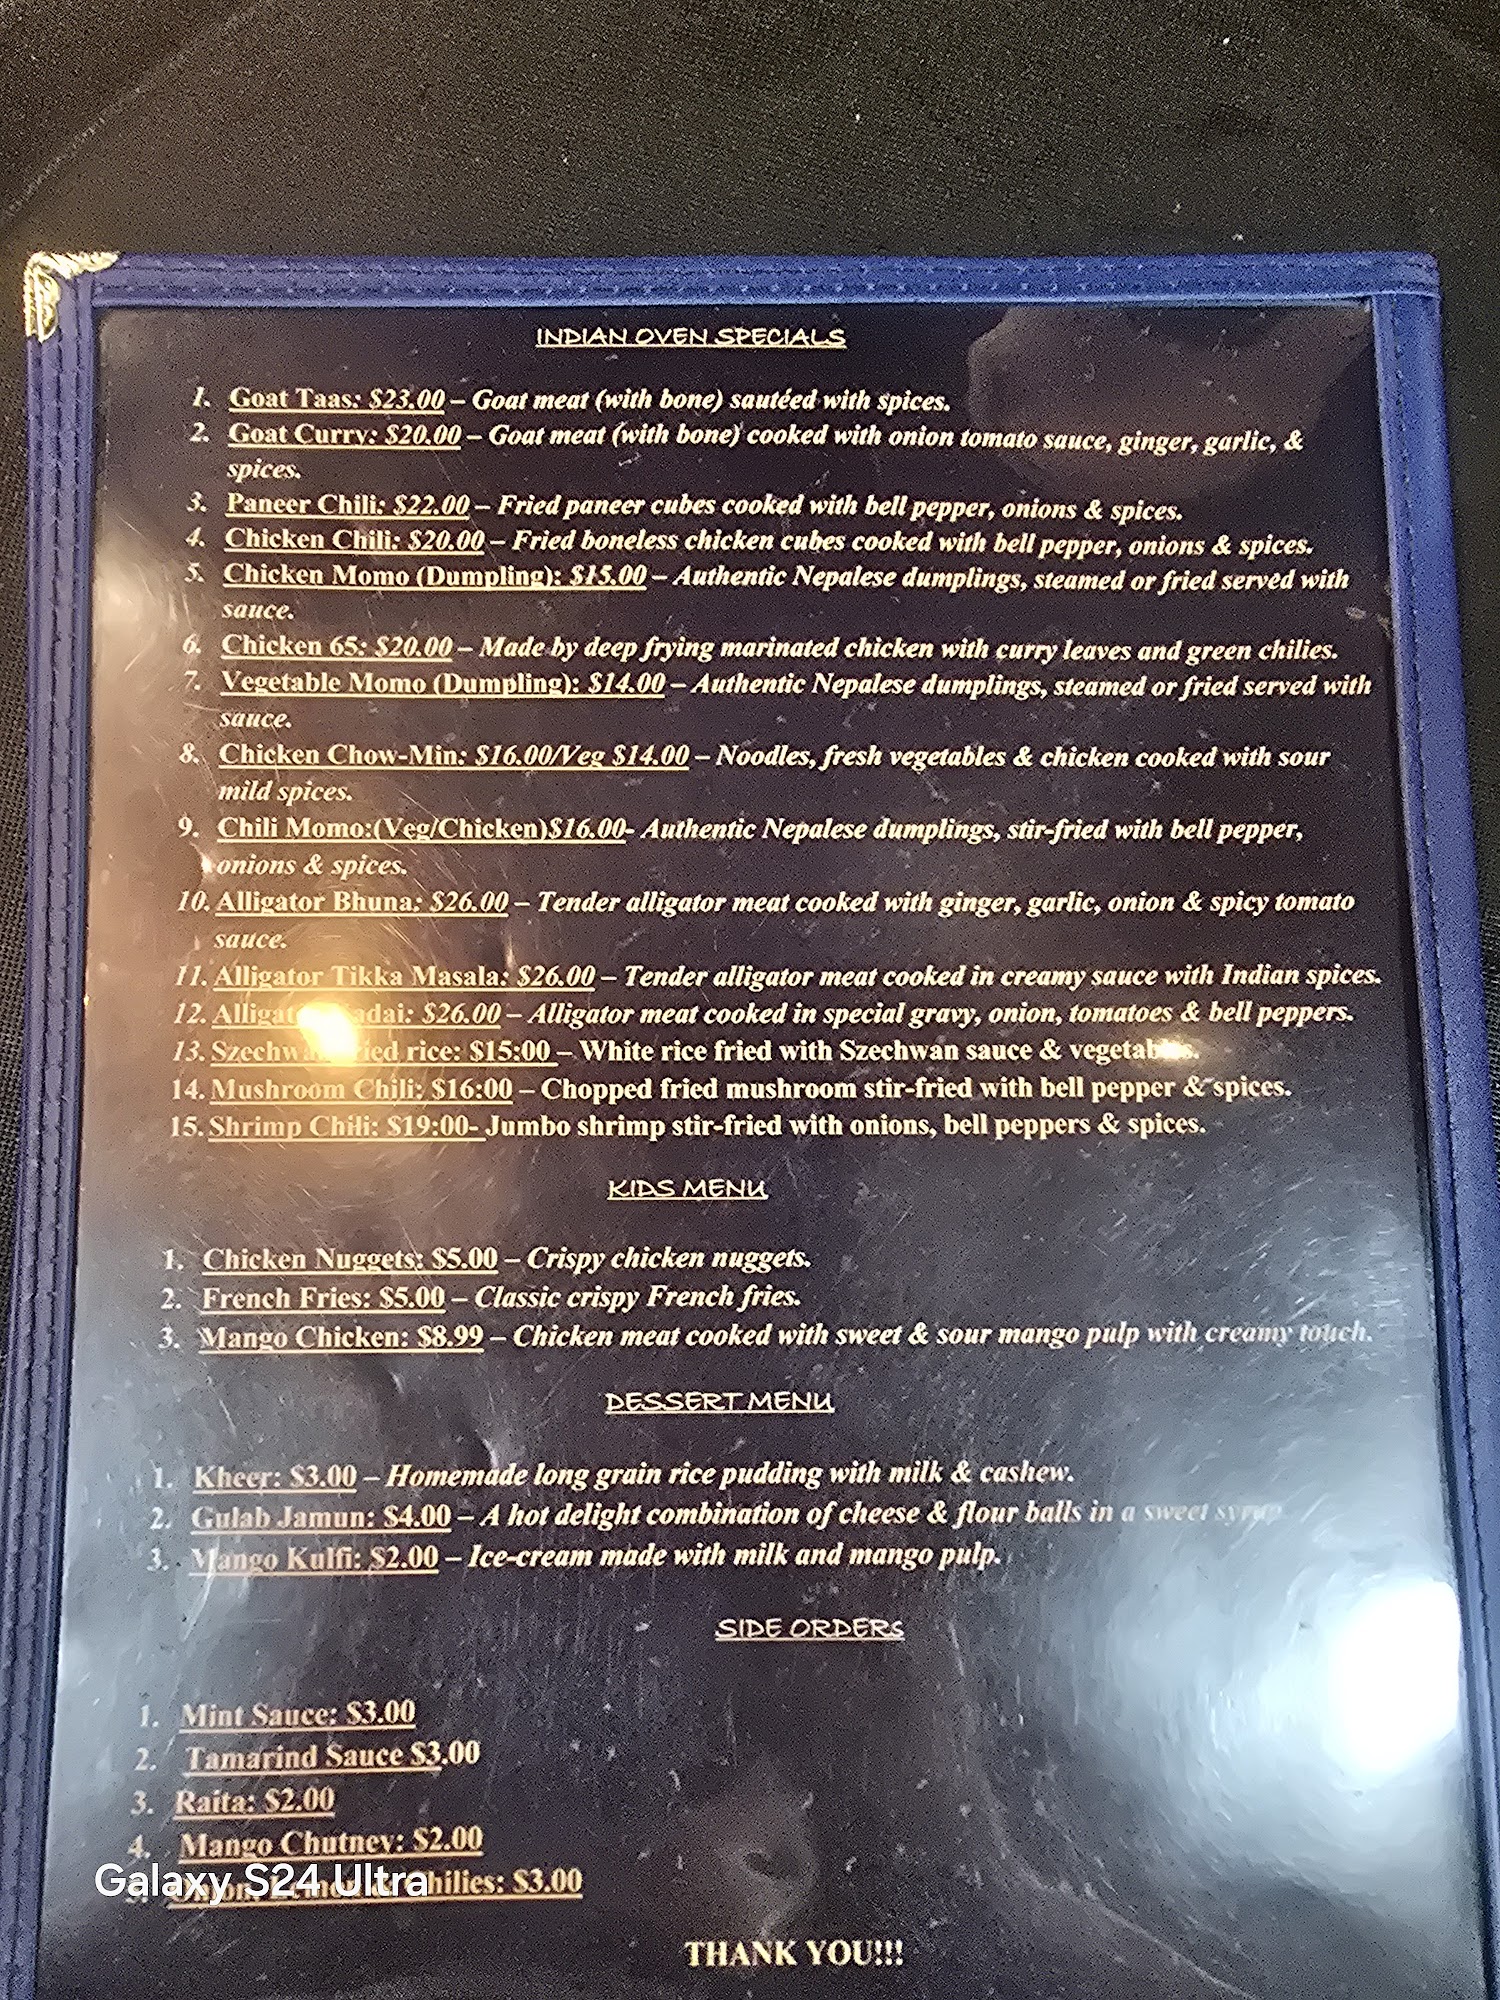 INDIAN OVEN SPECIALS
1. Goat Taas: $23.00 – Goat meat (with bone) sautéed with spices.
2. Goat Curry: $20.00 – Goat meat (with bone) cooked with onion tomato sauce, ginger, garlic, &
spices.
3. Paneer Chili: $22.00 – Fried paneer cubes cooked with bell pepper, onions & spices.
4. Chicken Chili: $20.00 – Fried boneless chicken cubes cooked with bell pepper, onions & spices.
5. Chicken Momo (Dumpling): $15.00 – Authentic Nepalese dumplings, steamed or fried served with
sauce.
6. Chicken 65: $20.00 – Made by deep frying marinated chicken with curry leaves and green chilies.
7. Vegetable Momo (Dumpling): $14.00 – Authentic Nepalese dumplings, steamed or fried served with
sauce.
8. Chicken Chow-Min: $16.00/Veg $14.00 – Noodles, fresh vegetables & chicken cooked with sour
mild spices.
9. Chili Momo:(Veg/Chicken)$16.00- Authentic Nepalese dumplings, stir-fried with bell pepper,
onions & spices.
10. Alligator Bhuna: $26.00 – Tender alligator meat cooked with ginger, garlic, onion & spicy tomato
sauce.
11. Alligator Tikka Masala: $26.00 – Tender alligator meat cooked in creamy sauce with Indian spices.
12. $26.00 – Alligator meat cooked in special gravy, onion, tomatoes & bell peppers.
13. rice: $15:00 – White rice fried with Szechwan sauce &
14. Mushroom Chili: $16:00 – Chopped fried mushroom stir-fried with bell pepper & spices.
15. Shrimp Chili: $19:00- Jumbo shrimp stir-fried with onions, bell peppers & spices.
KIDS MENU
1. Chicken Nuggets: $5.00 – Crispy chicken nuggets.
2. French Fries: $5.00 – Classic crispy French fries.
3. Mango Chicken: $8.99 – Chicken meat cooked with sweet & sour mango pulp with creamy touch.
DESSERT MENU
1. Kheer: $3.00 – Homemade long grain rice pudding with milk & cashew.
2. Gulab Jamun: $4.00 – A hot delight combination of cheese & flour balls in a sweet
3. Mango Kulfi: $2.00 – Ice-cream made with milk and mango pulp.
SIDE ORDERS
1. Mint Sauce: $3.00
2. Tamarind Sauce $3.00
3. Raita: $2.00
4. Mango Chutney: $2.00
$3.00
Galaxy S24 Ultra
THANK YOU!!!